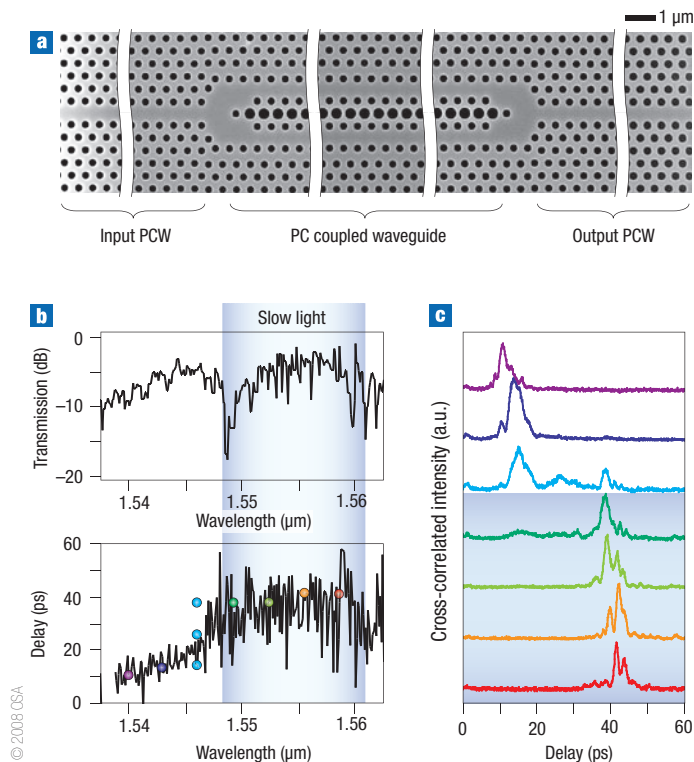 1 µm
a
Input PCW
PC coupled waveguide
Output PCW
b
Slow light
0
–10
–20
Transmission (dB)
1.54
1.55
1.56
Wavelength (µm)
60
40
20
0
Delay (ps)
1.54
1.55
1.56
Wavelength (µm)
c
Cross-correlated intensity (a.u.)
0
20
40
60
Delay (ps)
© 2008 OSA